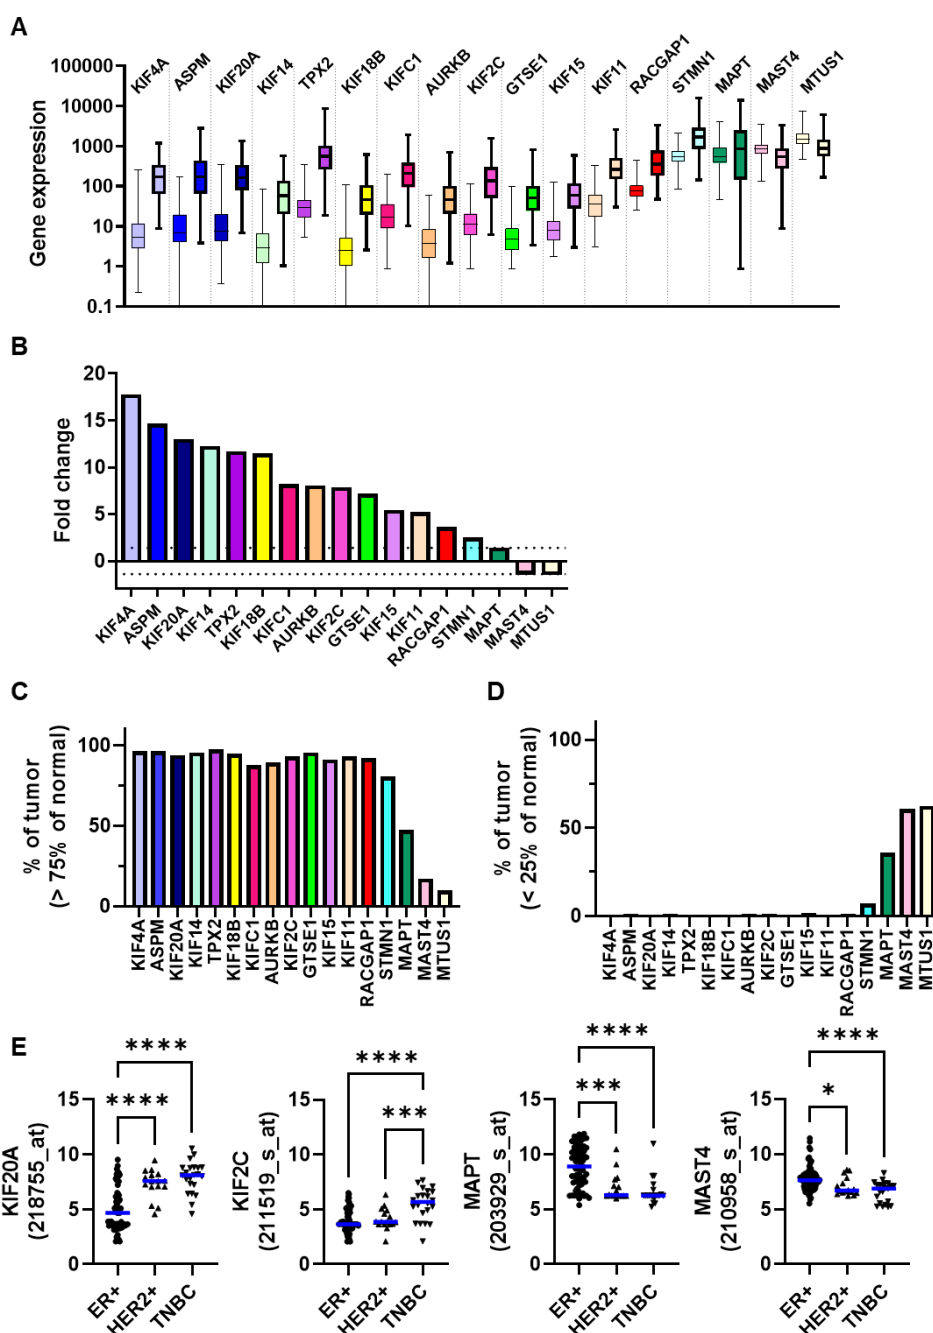 A
KIF4A
ASPM
KIF20A
KIF14
TPX2
KIF18B
KIFC1
AURKB
KIF2C
GTSE1
KIF15
KIF11
RACGAP1
STMN1
MAPT
MAST4
MTUS1
Gene expression
100000
10000
1000
100
10
1
0.1
B
Fold change
20
15
10
5
0
KIF4A
ASPM
KIF20A
KIF14
TPX2
KIF18B
KIFC1
AURKB
KIF2C
GTSE1
KIF15
KIF11
RACGAP1
STMN1
MAPT
MAST4
MTUS1
C
% of tumor
(> 75% of normal)
100
50
0
KIF4A
ASPM
KIF20A
KIF14
TPX2
KIF18B
KIFC1
AURKB
KIF2C
GTSE1
KIF15
KIF11
RACGAP1
STMN1
MAPT
MAST4
MTUS1
D
% of tumor
(< 25% of normal)
100
50
0
KIF4A
ASPM
KIF20A
KIF14
TPX2
KIF18B
KIFC1
AURKB
KIF2C
GTSE1
KIF15
KIF11
RACGAP1
STMN1
MAPT
MAST4
MTUS1
E
KIF20A
(218755_s_at)
15
10
5
0
****
****
ER+
HER2+
TNBC
KIF2C
(211519_s_at)
15
10
5
0
****
***
ER+
HER2+
TNBC
MAPT
(203929_s_at)
15
10
5
0
****
***
ER+
HER2+
TNBC
MAST4
(210958_s_at)
15
10
5
0
****
*
ER+
HER2+
TNBC